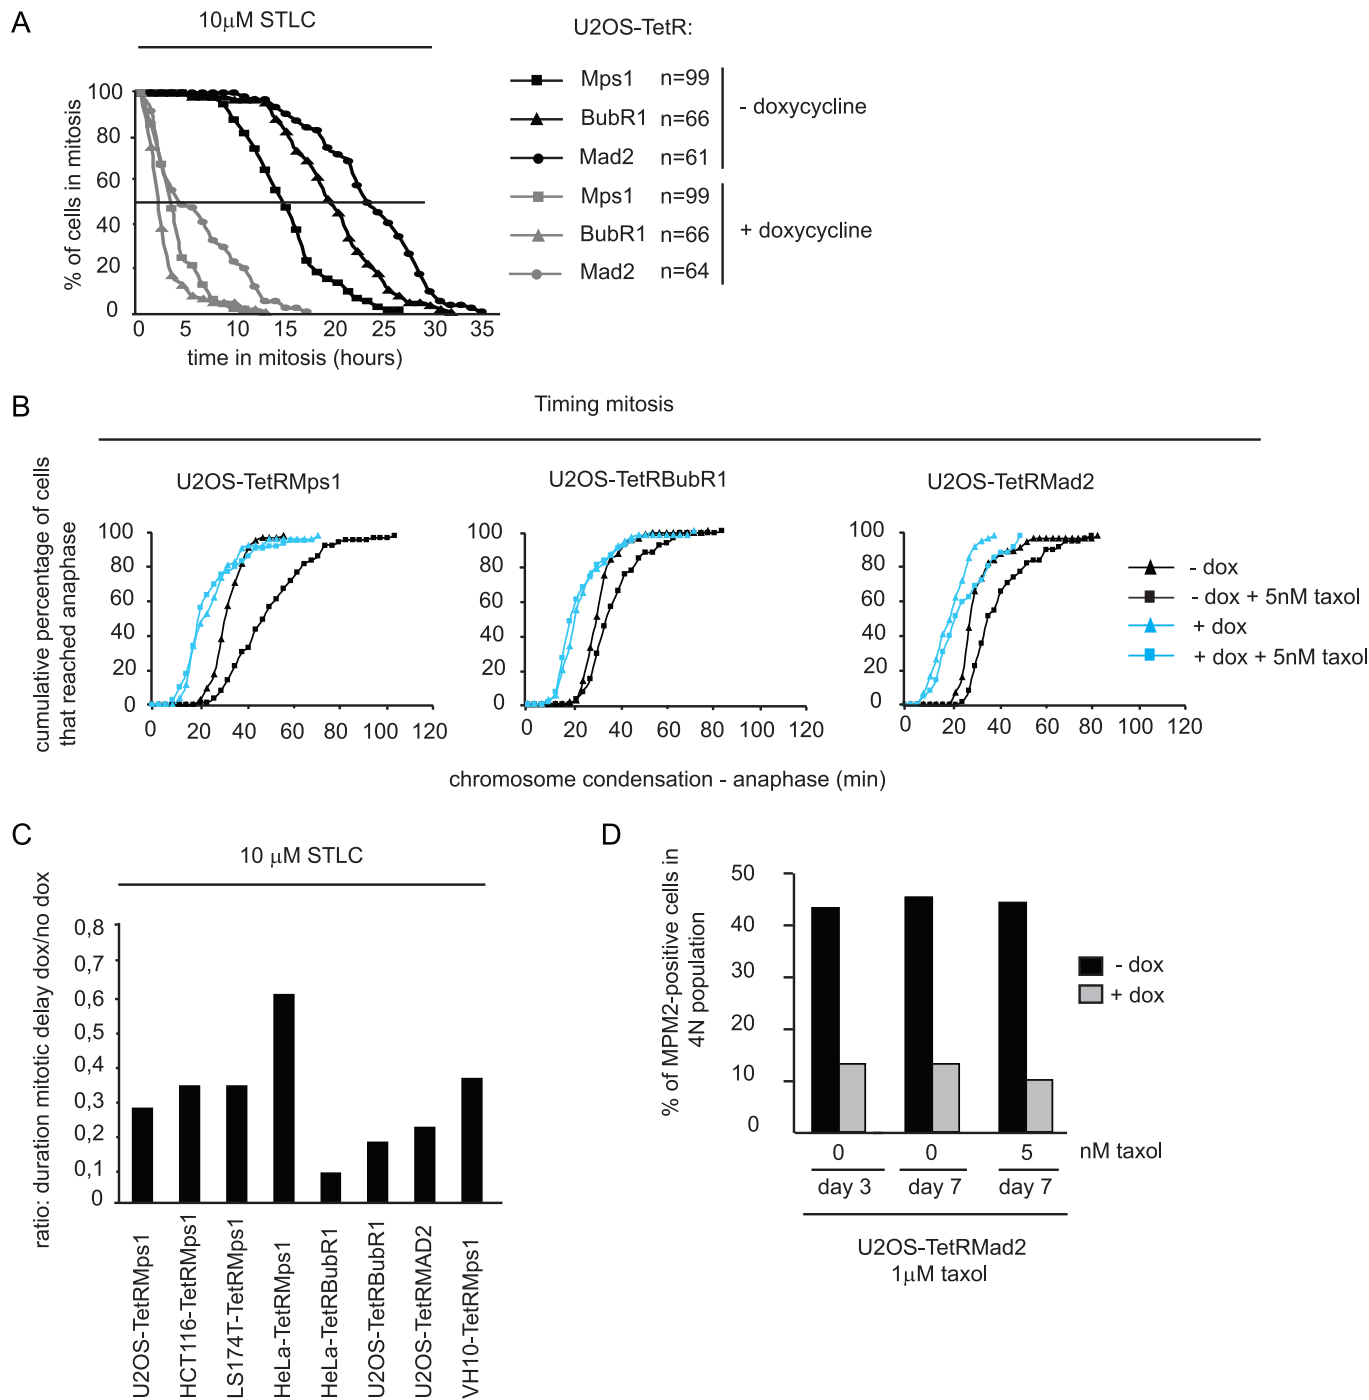 A
10μM STLC
U2OS-TetR:
% of cells in mitosis
100
80
60
40
20
0
0 5 10 15 20 25 30 35
time in mitosis (hours)
Mps1 n=99
BubR1 n=66
Mad2 n=61
- doxycycline
Mps1 n=99
BubR1 n=66
Mad2 n=64
+ doxycycline
B
Timing mitosis
cumulative percentage of cells
that reached anaphase
U2OS-TetRMps1
100
80
60
40
20
0
0 20 40 60 80 100 120
U2OS-TetRBubR1
100
80
60
40
20
0
0 20 40 60 80 100 120
U2OS-TetRMad2
100
80
60
40
20
0
0 20 40 60 80 100 120
chromosome condensation - anaphase (min)
- dox
- dox + 5nM taxol
+ dox
+ dox + 5nM taxol
C
10 μM STLC
ratio: duration mitotic delay dox/no dox
0,8
0,7
0,6
0,5
0,4
0,3
0,2
0,1
0
U2OS-TetRMps1
HCT116-TetRMps1
LS174T-TetRMps1
HeLa-TetRMps1
HeLa-TetRBubR1
U2OS-TetRBubR1
U2OS-TetRMAD2
VH10-TetRMps1
D
% of MPM2-positive cells in
4N population
50
40
30
20
10
0
- dox
+ dox
0 0 5 nM taxol
day 3 day 7 day 7
U2OS-TetRMad2
1μM taxol